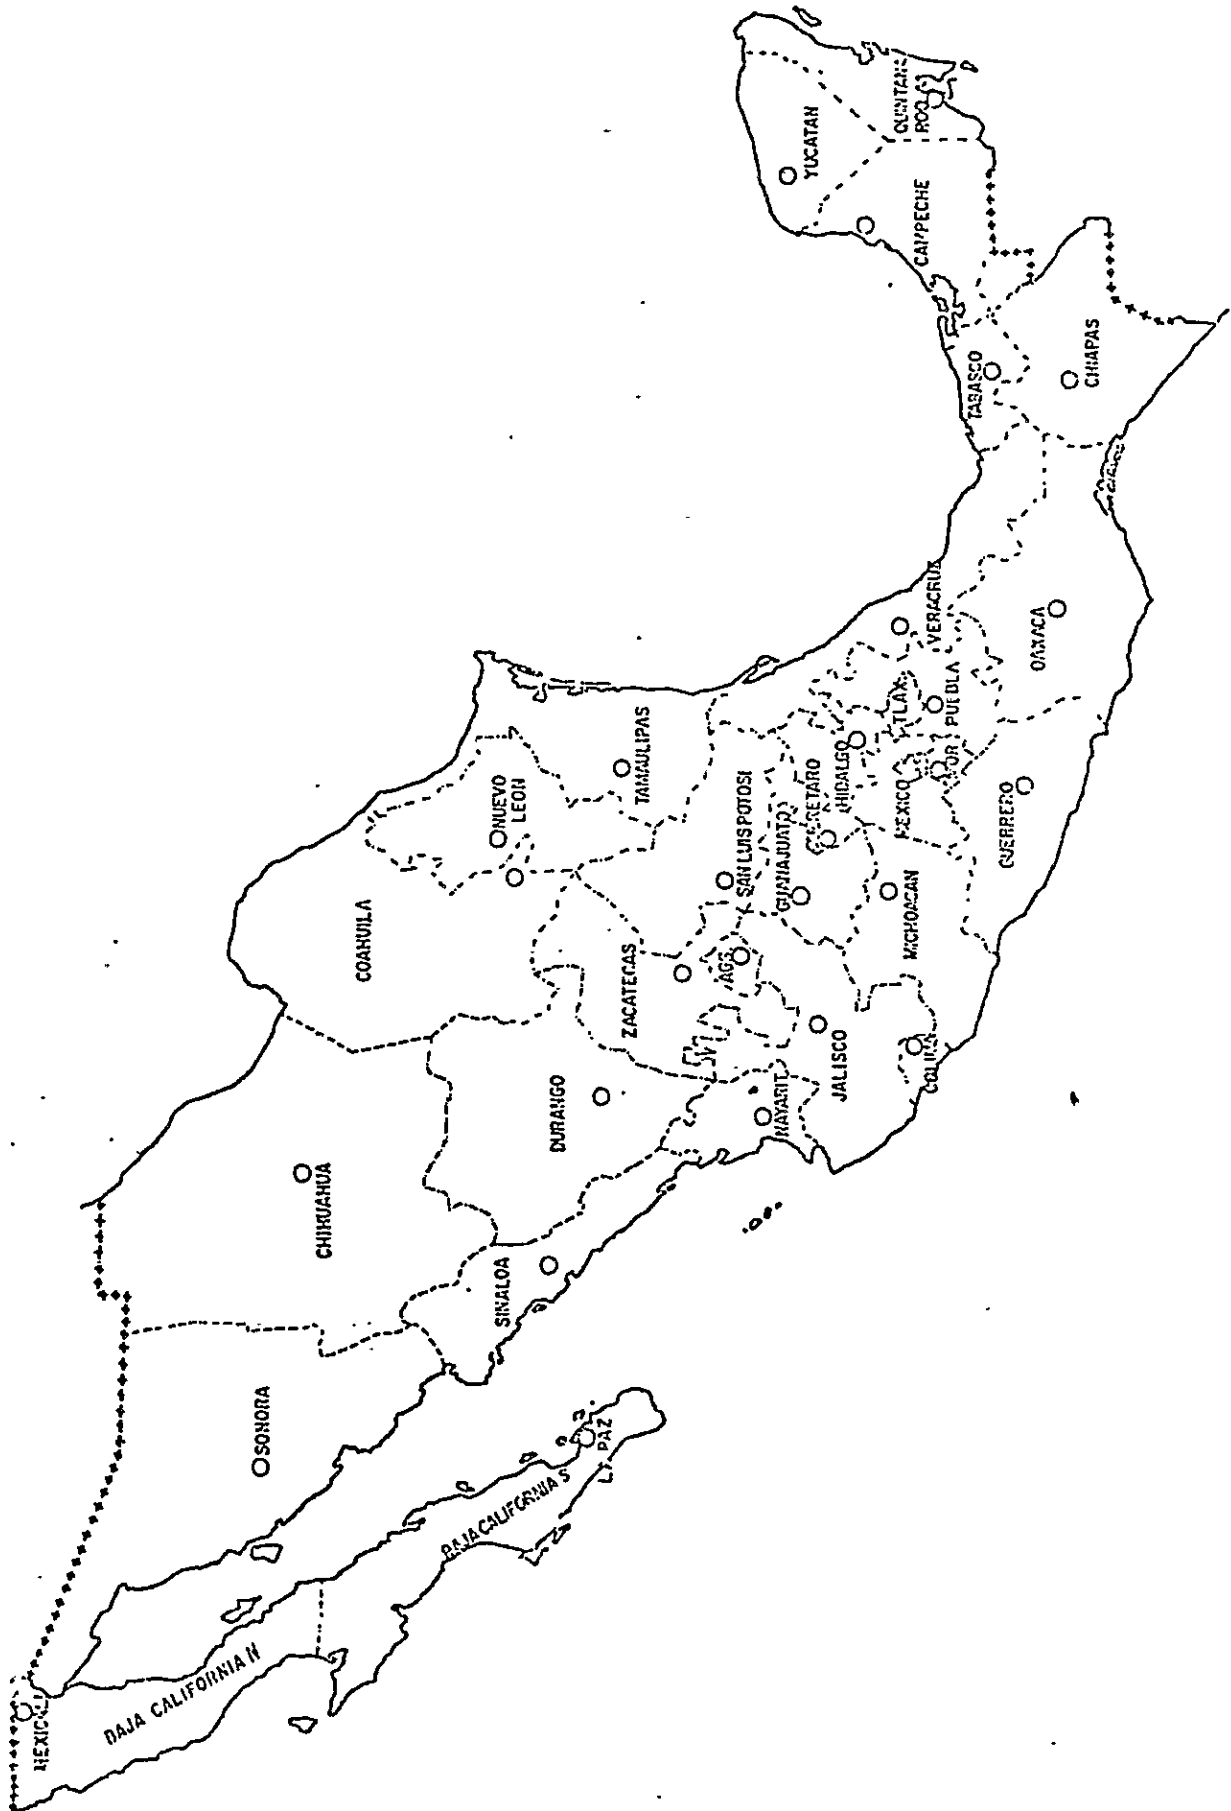 MEXICALI
BAJA CALIFORNIA N
BAJA CALIFORNIA S
LA PAZ
SONORA
CHIHUAHUA
SINALOA
DURANGO
COAHUILA
NUEVO
LEON
TAMAULIPAS
ZACATECAS
SAN LUIS POTOSI
AGS
NAYARIT
JALISCO
COLIMA
GUANAJUATO
QUERETARO
HIDALGO
MICHOACAN
MEXICO
MOR
TLAX
PUEBLA
VERACRUZ
GUERRERO
OAXACA
TABASCO
CHIAPAS
CAMPECHE
YUCATAN
QUINTANA
ROO